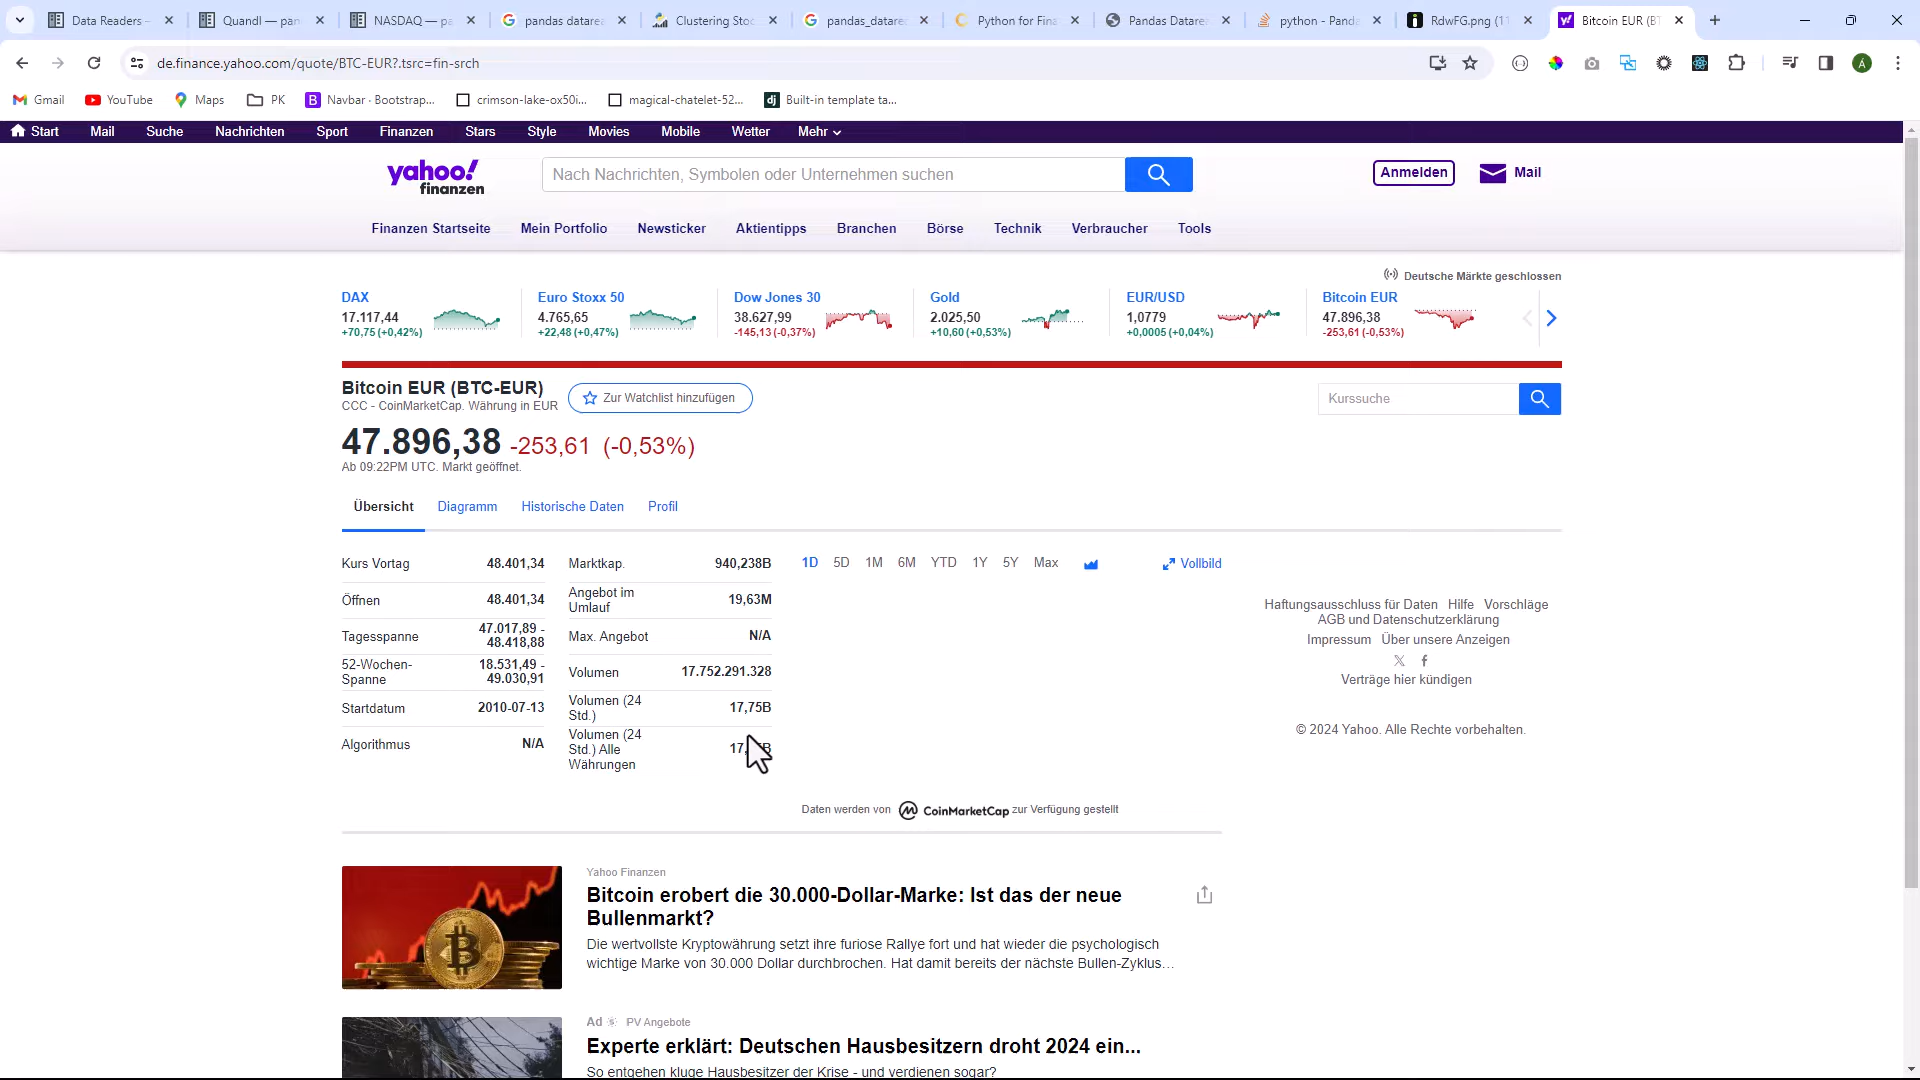 Data Readers —
Quandl — pan
NASDAQ — pa
pandas datarea
Clustering Stoc
pandas_datarea
Python for Fina
Pandas Datarea
python - Panda
RdwFG.png (11
Bitcoin EUR (BT
de.finance.yahoo.com/quote/BTC-EUR?.tsrc=fin-srch
Gmail
YouTube
Maps
PK
Navbar · Bootstrap...
crimson-lake-ox50i...
magical-chatelet-52...
Built-in template ta...
Start
Mail
Suche
Nachrichten
Sport
Finanzen
Stars
Style
Movies
Mobile
Wetter
Mehr
yahoo!
finanzen
Nach Nachrichten, Symbolen oder Unternehmen suchen
Anmelden
Mail
Finanzen Startseite
Mein Portfolio
Newsticker
Aktientipps
Branchen
Börse
Technik
Verbraucher
Tools
Deutsche Märkte geschlossen
DAX
17.117,44
+70,75 (+0,42%)
Euro Stoxx 50
4.765,65
+22,48 (+0,47%)
Dow Jones 30
38.627,99
-145,13 (-0,37%)
Gold
2.025,50
+10,60 (+0,53%)
EUR/USD
1,0779
+0,0005 (+0,04%)
Bitcoin EUR
47.896,38
-253,61 (-0,53%)
Bitcoin EUR (BTC-EUR)
CCC - CoinMarketCap. Währung in EUR
Zur Watchlist hinzufügen
Kurssuche
47.896,38 -253,61 (-0,53%)
Ab 09:22PM UTC. Markt geöffnet.
Übersicht
Diagramm
Historische Daten
Profil
Kurs Vortag 48.401,34
Öffnen 48.401,34
Tagesspanne 47.017,89 -
48.418,88
52-Wochen- 18.531,49 -
Spanne 49.030,91
Startdatum 2010-07-13
Algorithmus N/A
Marktkap. 940,238B
Angebot im
Umlauf 19,63M
Max. Angebot N/A
Volumen 17.752.291.328
Volumen (24
Std.) 17,75B
Volumen (24
Std.) Alle
Währungen
1D 5D 1M 6M YTD 1Y 5Y Max
Vollbild
Daten werden von CoinMarketCap zur Verfügung gestellt
Haftungsausschluss für Daten Hilfe Vorschläge
AGB und Datenschutzerklärung
Impressum Über unsere Anzeigen
Verträge hier kündigen
© 2024 Yahoo. Alle Rechte vorbehalten.
Yahoo Finanzen
Bitcoin erobert die 30.000-Dollar-Marke: Ist das der neue
Bullenmarkt?
Die wertvollste Kryptowährung setzt ihre furiose Rallye fort und hat wieder die psychologisch
wichtige Marke von 30.000 Dollar durchbrochen. Hat damit bereits der nächste Bullen-Zyklus...
Ad PV Angebote
Experte erklärt: Deutschen Hausbesitzern droht 2024 ein...
So entgehen kluge Hausbesitzer der Krise - und verdienen sogar?